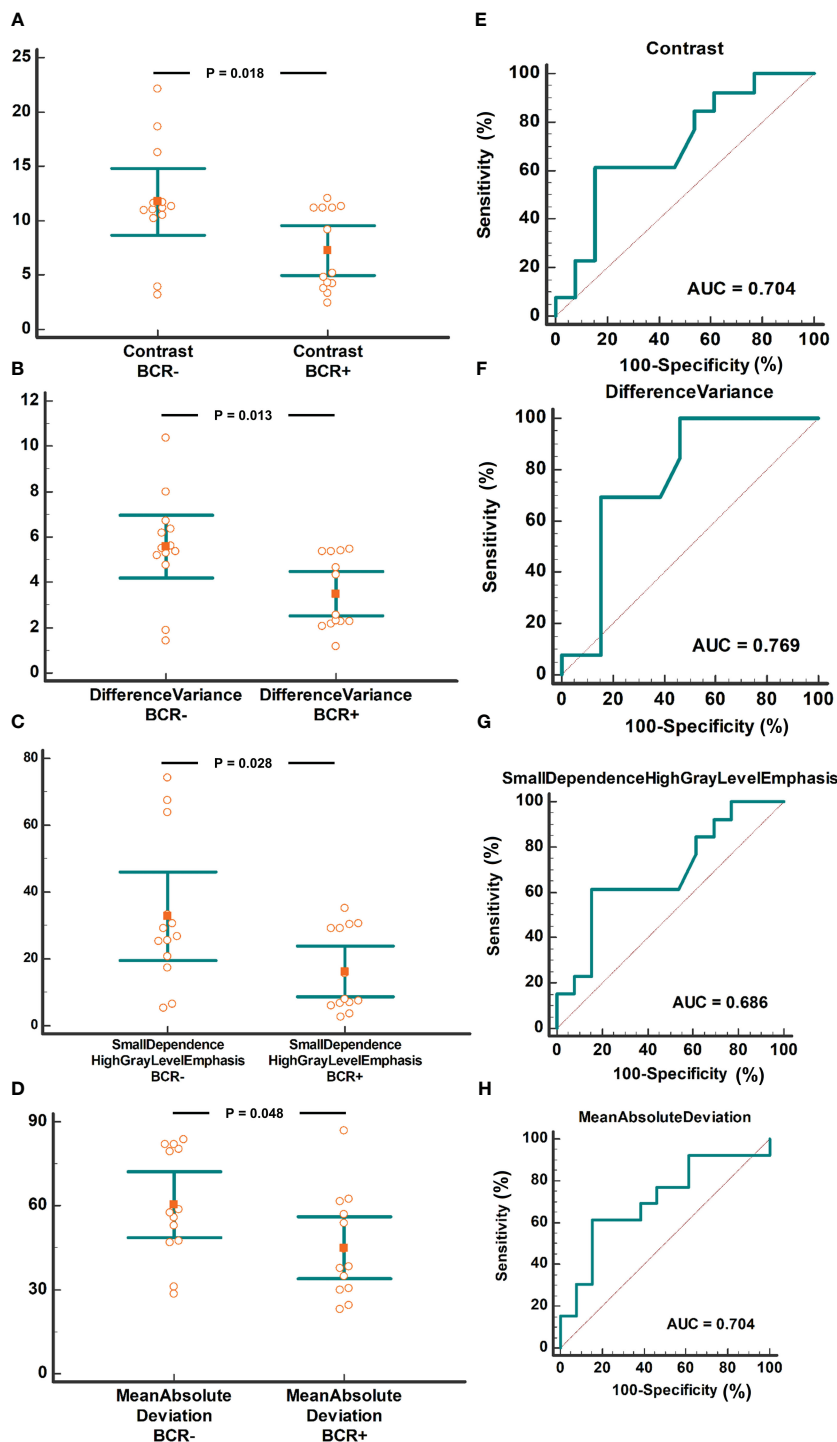 A
25
20
15
10
5
0
P = 0.018
Contrast
BCR-
Contrast
BCR+
B
12
10
8
6
4
2
0
P = 0.013
DifferenceVariance
BCR-
DifferenceVariance
BCR+
C
80
60
40
20
0
P = 0.028
SmallDependence
HighGrayLevelEmphasis
BCR-
SmallDependence
HighGrayLevelEmphasis
BCR+
D
90
60
30
0
P = 0.048
MeanAbsolute
Deviation
BCR-
MeanAbsolute
Deviation
BCR+
E
Contrast
Sensitivity (%)
100
80
60
40
20
0
AUC = 0.704
0 20 40 60 80 100
100-Specificity (%)
F
DifferenceVariance
Sensitivity (%)
100
80
60
40
20
0
AUC = 0.769
0 20 40 60 80 100
100-Specificity (%)
G
SmallDependenceHighGrayLevelEmphasis
Sensitivity (%)
100
80
60
40
20
0
AUC = 0.686
0 20 40 60 80 100
100-Specificity (%)
H
MeanAbsoluteDeviation
Sensitivity (%)
100
80
60
40
20
0
AUC = 0.704
0 20 40 60 80 100
100-Specificity (%)